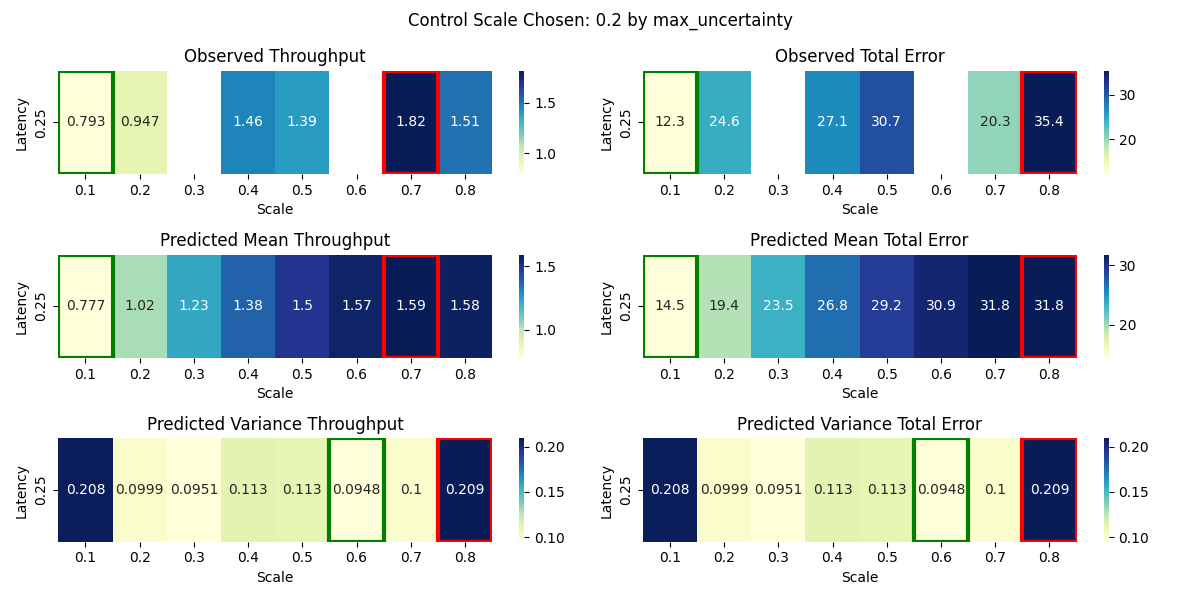 Control Scale Chosen: 0.2 by max_uncertainty
Observed Throughput
Latency
0.25
0.793 0.947 1.46 1.39 1.82 1.51
0.1 0.2 0.3 0.4 0.5 0.6 0.7 0.8
Scale
1.5
1.0
Observed Total Error
Latency
0.25
12.3 24.6 27.1 30.7 20.3 35.4
0.1 0.2 0.3 0.4 0.5 0.6 0.7 0.8
Scale
30
20
Predicted Mean Throughput
Latency
0.25
0.777 1.02 1.23 1.38 1.5 1.57 1.59 1.58
0.1 0.2 0.3 0.4 0.5 0.6 0.7 0.8
Scale
1.5
1.0
Predicted Mean Total Error
Latency
0.25
14.5 19.4 23.5 26.8 29.2 30.9 31.8 31.8
0.1 0.2 0.3 0.4 0.5 0.6 0.7 0.8
Scale
30
20
Predicted Variance Throughput
Latency
0.25
0.208 0.0999 0.0951 0.113 0.113 0.0948 0.1 0.209
0.1 0.2 0.3 0.4 0.5 0.6 0.7 0.8
Scale
0.20
0.15
0.10
Predicted Variance Total Error
Latency
0.25
0.208 0.0999 0.0951 0.113 0.113 0.0948 0.1 0.209
0.1 0.2 0.3 0.4 0.5 0.6 0.7 0.8
Scale
0.20
0.15
0.10